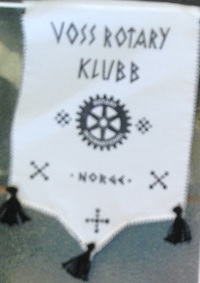 VOSS ROTARY
KLUBB
· NORGE ·